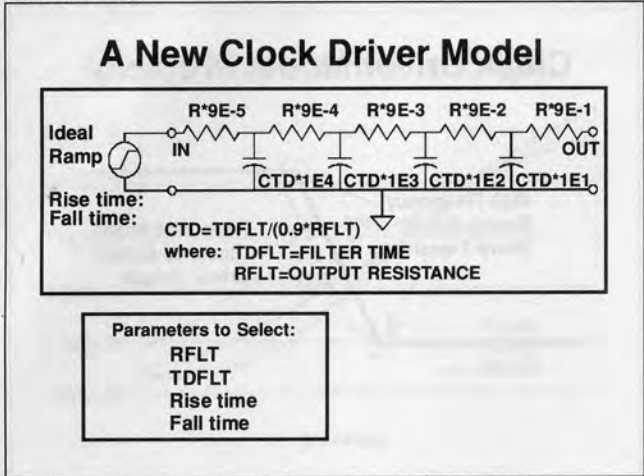 A New Clock Driver Model
R*9E-5 R*9E-4 R*9E-3 R*9E-2 R*9E-1
Ideal
Ramp
IN
OUT
CTD*1E4 CTD*1E3 CTD*1E2 CTD*1E1
Rise time:
Fall time:
CTD=TDFLT/(0.9*RFLT)
where: TDFLT=FILTER TIME
RFLT=OUTPUT RESISTANCE
Parameters to Select:
RFLT
TDFLT
Rise time
Fall time